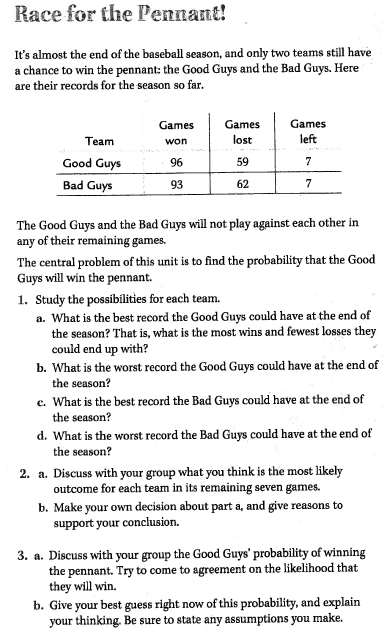 Race for the Pennant!
It's almost the end of the baseball season, and only two teams still have
a chance to win the pennant: the Good Guys and the Bad Guys. Here
are their records for the season so far.
Team Games won Games lost Games left
Good Guys 96 59 7
Bad Guys 93 62 7
The Good Guys and the Bad Guys will not play against each other in
any of their remaining games.
The central problem of this unit is to find the probability that the Good
Guys will win the pennant.
1. Study the possibilities for each team.
a. What is the best record the Good Guys could have at the end of
the season? That is, what is the most wins and fewest losses they
could end up with?
b. What is the worst record the Good Guys could have at the end of
the season?
c. What is the best record the Bad Guys could have at the end of
the season?
d. What is the worst record the Bad Guys could have at the end of
the season?
2. a. Discuss with your group what you think is the most likely
outcome for each team in its remaining seven games.
b. Make your own decision about part a, and give reasons to
support your conclusion.
3. a. Discuss with your group the Good Guys' probability of winning
the pennant. Try to come to agreement on the likelihood that
they will win.
b. Give your best guess right now of this probability, and explain
your thinking. Be sure to state any assumptions you make.